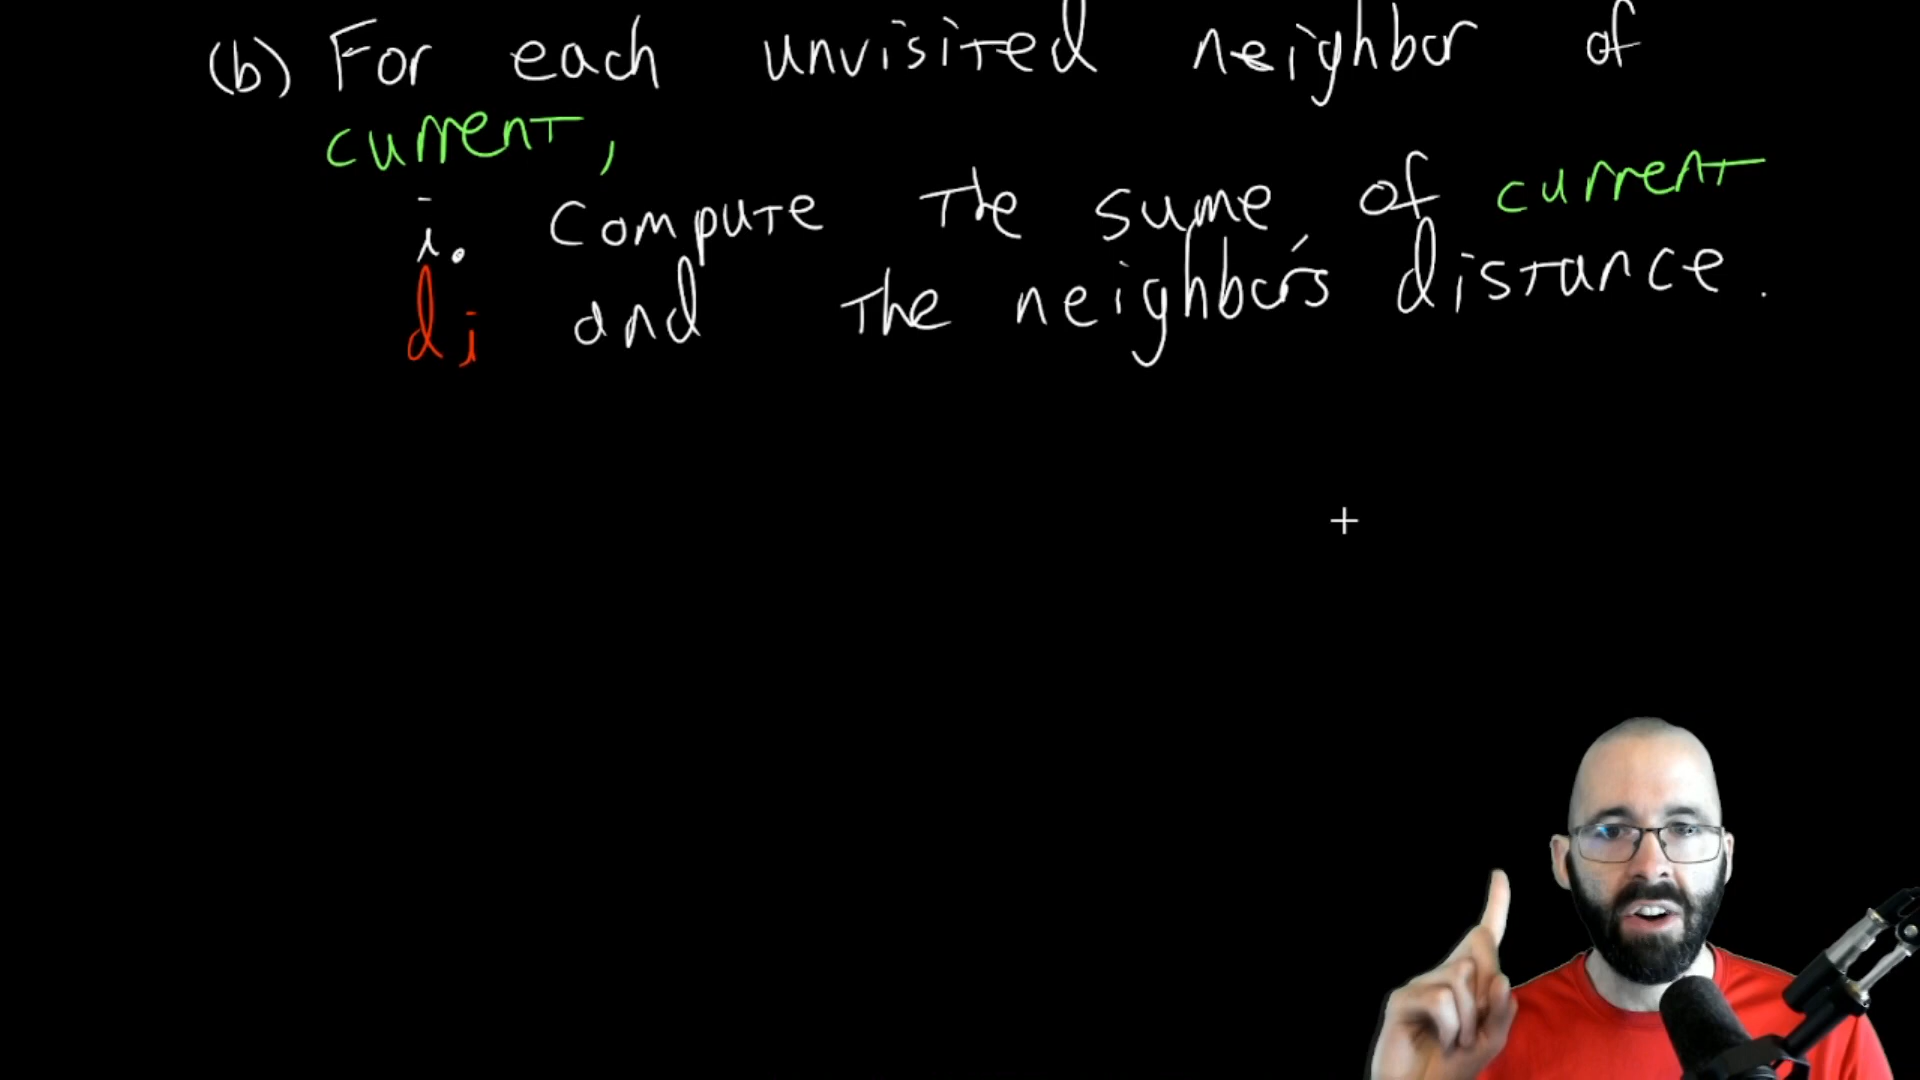 (b) For each unvisited neighbor of
current,
i. Compute the sume of current
di and the neighbor's distance.